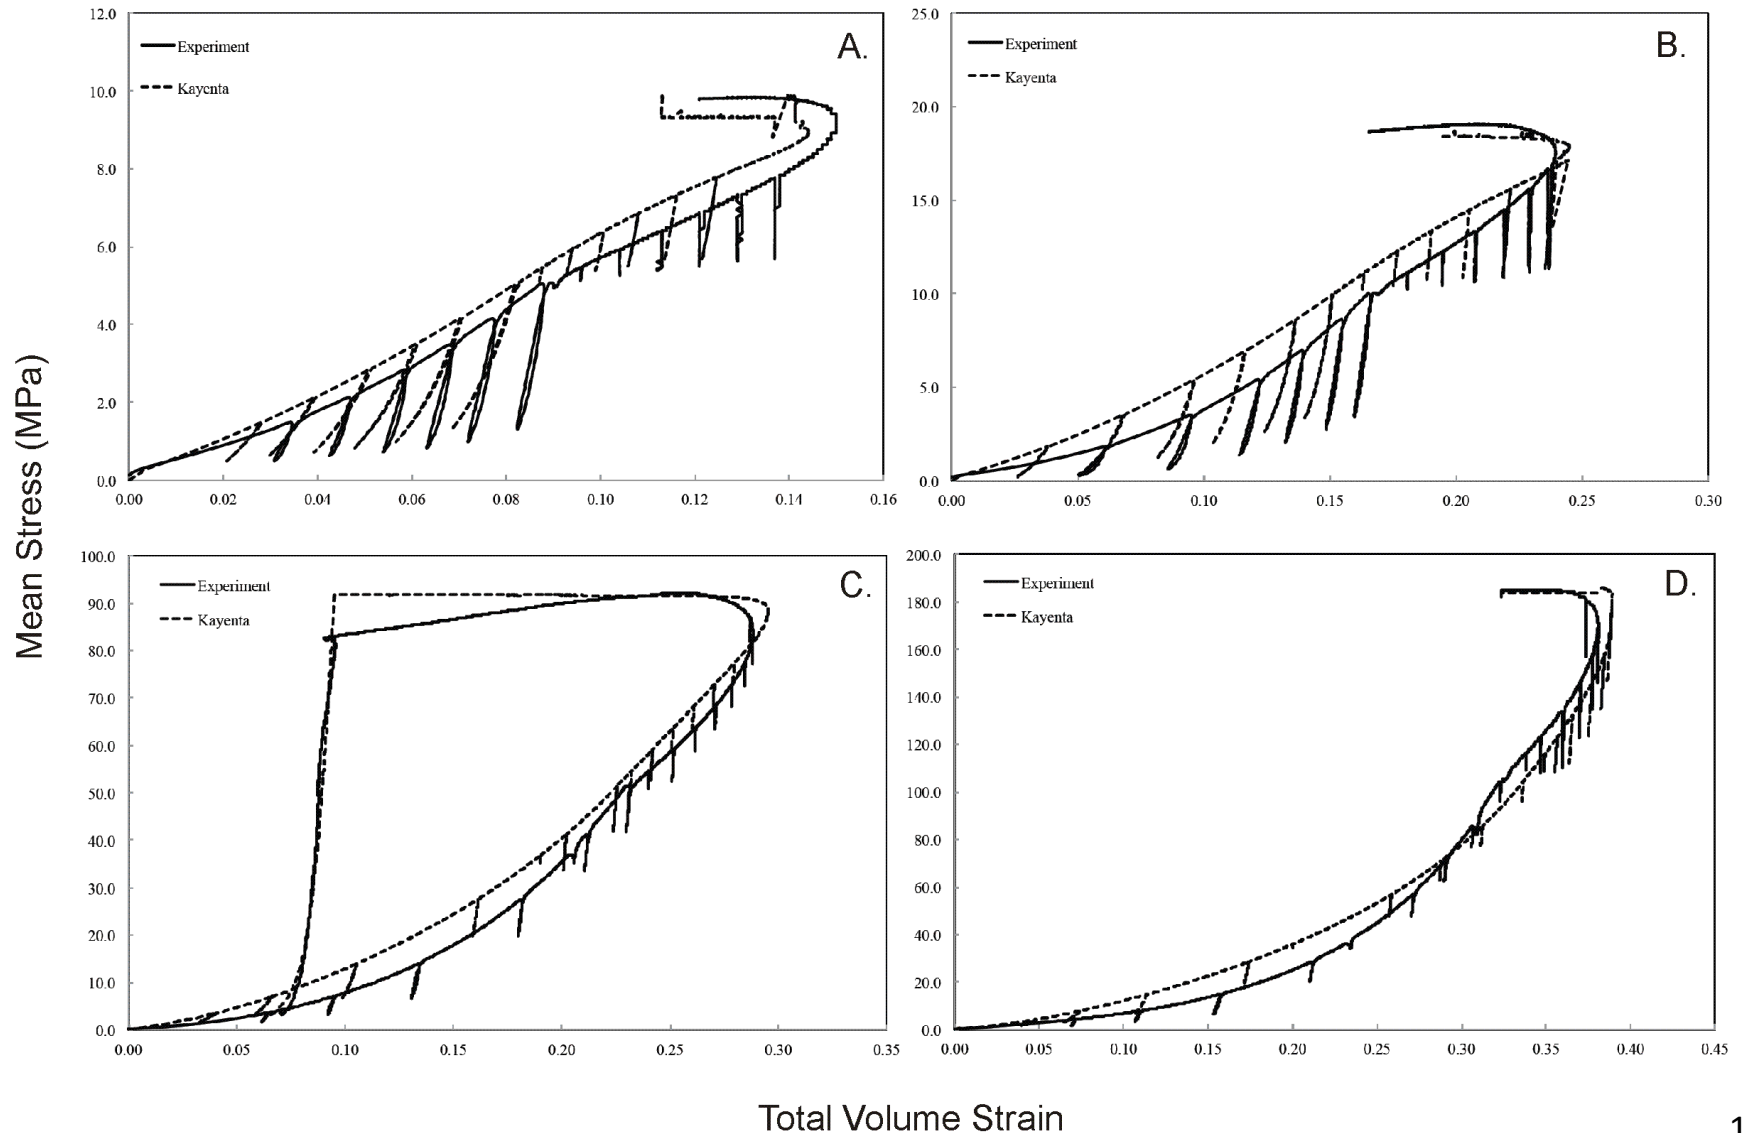 Mean Stress (MPa)
12.0
10.0
8.0
6.0
4.0
2.0
0.0
Experiment
Kayenta
A.
0.00 0.02 0.04 0.06 0.08 0.10 0.12 0.14 0.16
25.0
20.0
15.0
10.0
5.0
0.0
Experiment
Kayenta
B.
0.00 0.05 0.10 0.15 0.20 0.25 0.30
100.0
90.0
80.0
70.0
60.0
50.0
40.0
30.0
20.0
10.0
0.0
Experiment
Kayenta
C.
0.00 0.05 0.10 0.15 0.20 0.25 0.30 0.35
200.0
180.0
160.0
140.0
120.0
100.0
80.0
60.0
40.0
20.0
0.0
Experiment
Kayenta
D.
0.00 0.05 0.10 0.15 0.20 0.25 0.30 0.35 0.40 0.45
Total Volume Strain
1